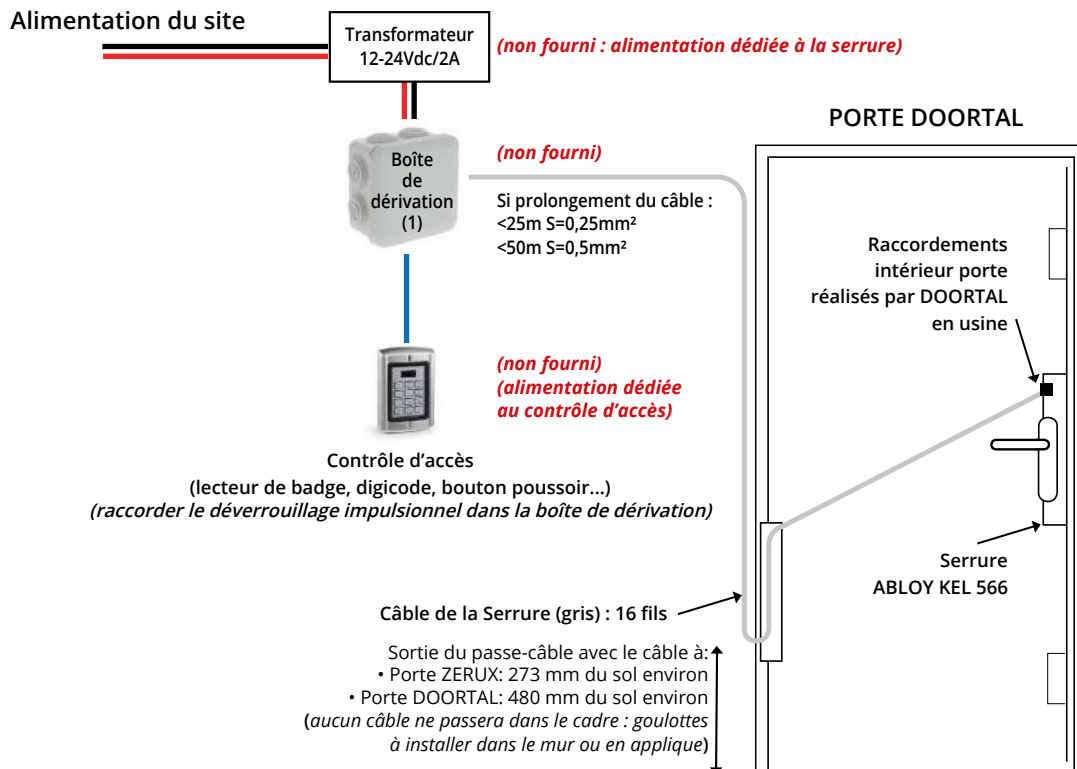 Alimentation du site
Transformateur
12-24Vdc/2A
(non fourni : alimentation dédiée à la serrure)
PORTE DOORTAL
Boîte
de
dérivation
(1)
(non fourni)
Si prolongement du câble :
<25m S=0,25mm²
<50m S=0,5mm²
Raccordements
intérieur porte
réalisés par DOORTAL
en usine
(non fourni)
(alimentation dédiée
au contrôle d’accès)
Contrôle d’accès
(lecteur de badge, digicode, bouton poussoir...)
(raccorder le déverrouillage impulsionnel dans la boîte de dérivation)
Serrure
ABLOY KEL 566
Câble de la Serrure (gris) : 16 fils
Sortie du passe-câble avec le câble à:
• Porte ZERUX: 273 mm du sol environ
• Porte DOORTAL: 480 mm du sol environ
(aucun câble ne passera dans le cadre : goulottes
à installer dans le mur ou en applique)